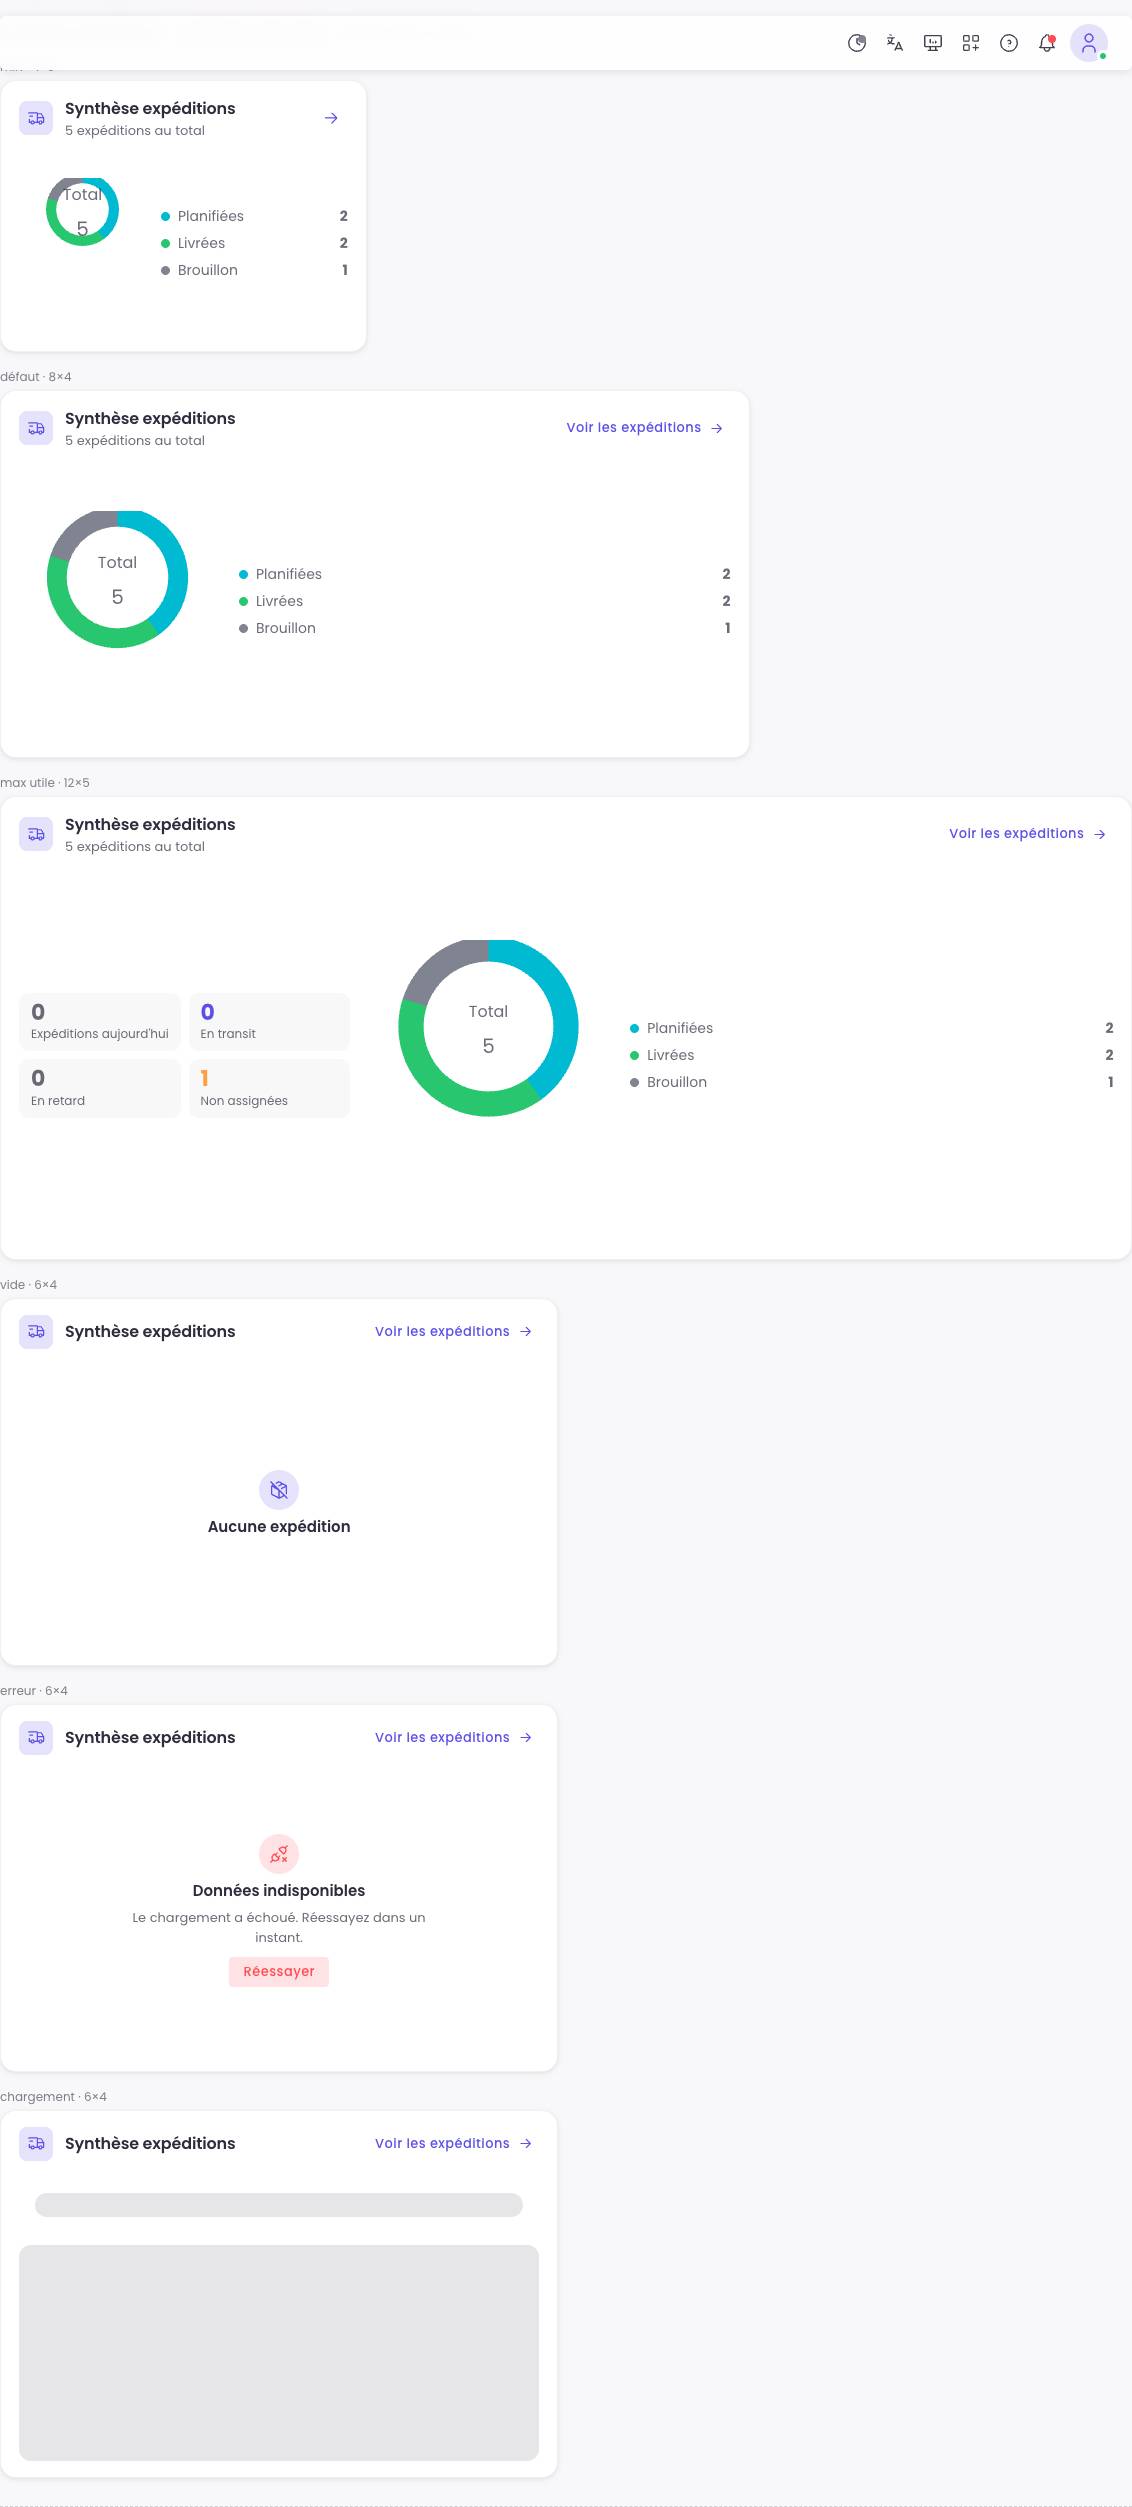 Synthèse expéditions
5 expéditions au total
Total
5
Planifiées 2
Livrées 2
Brouillon 1
défaut · 8×4
Synthèse expéditions
5 expéditions au total
Voir les expéditions
Total
5
Planifiées 2
Livrées 2
Brouillon 1
max utile · 12×5
Synthèse expéditions
5 expéditions au total
Voir les expéditions
0
Expéditions aujourd'hui
0
En transit
0
En retard
1
Non assignées
Total
5
Planifiées 2
Livrées 2
Brouillon 1
vide · 6×4
Synthèse expéditions
Voir les expéditions
Aucune expédition
erreur · 6×4
Synthèse expéditions
Voir les expéditions
Données indisponibles
Le chargement a échoué. Réessayez dans un
instant.
Réessayer
chargement · 6×4
Synthèse expéditions
Voir les expéditions